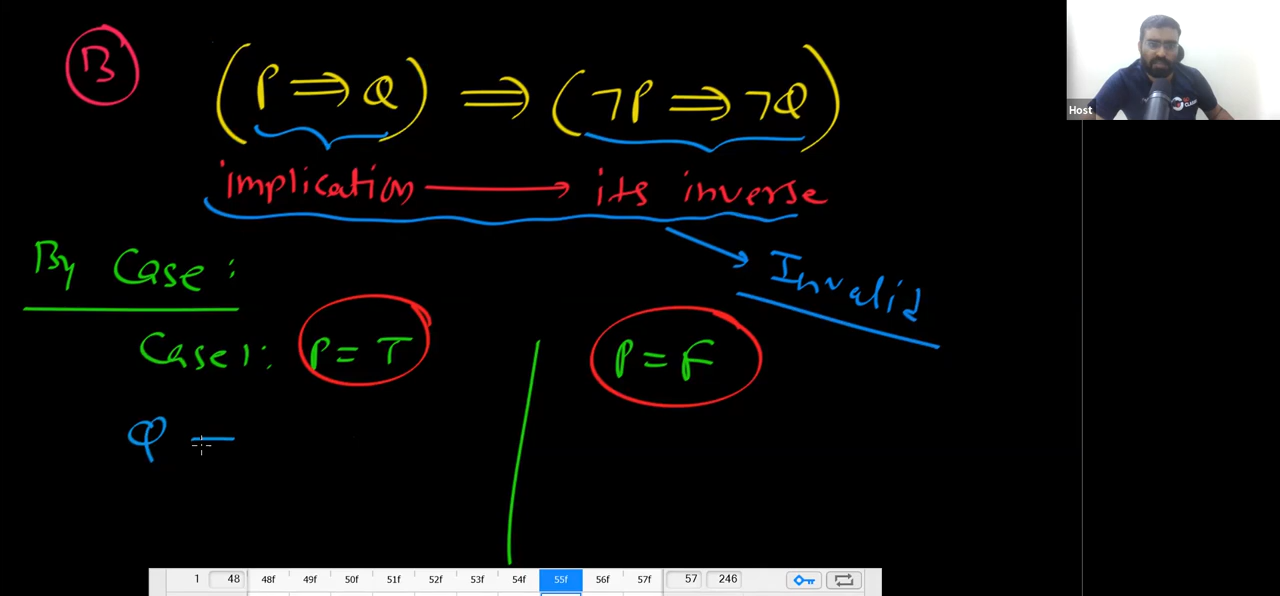 B (P ⇒ Q) ⇒ (¬P ⇒ ¬Q)
implication → its inverse
Invalid
By Case:
Case1: P = T
P = F
Q =
Host
1 48 48f 49f 50f 51f 52f 53f 54f 55f 56f 57f 57 246